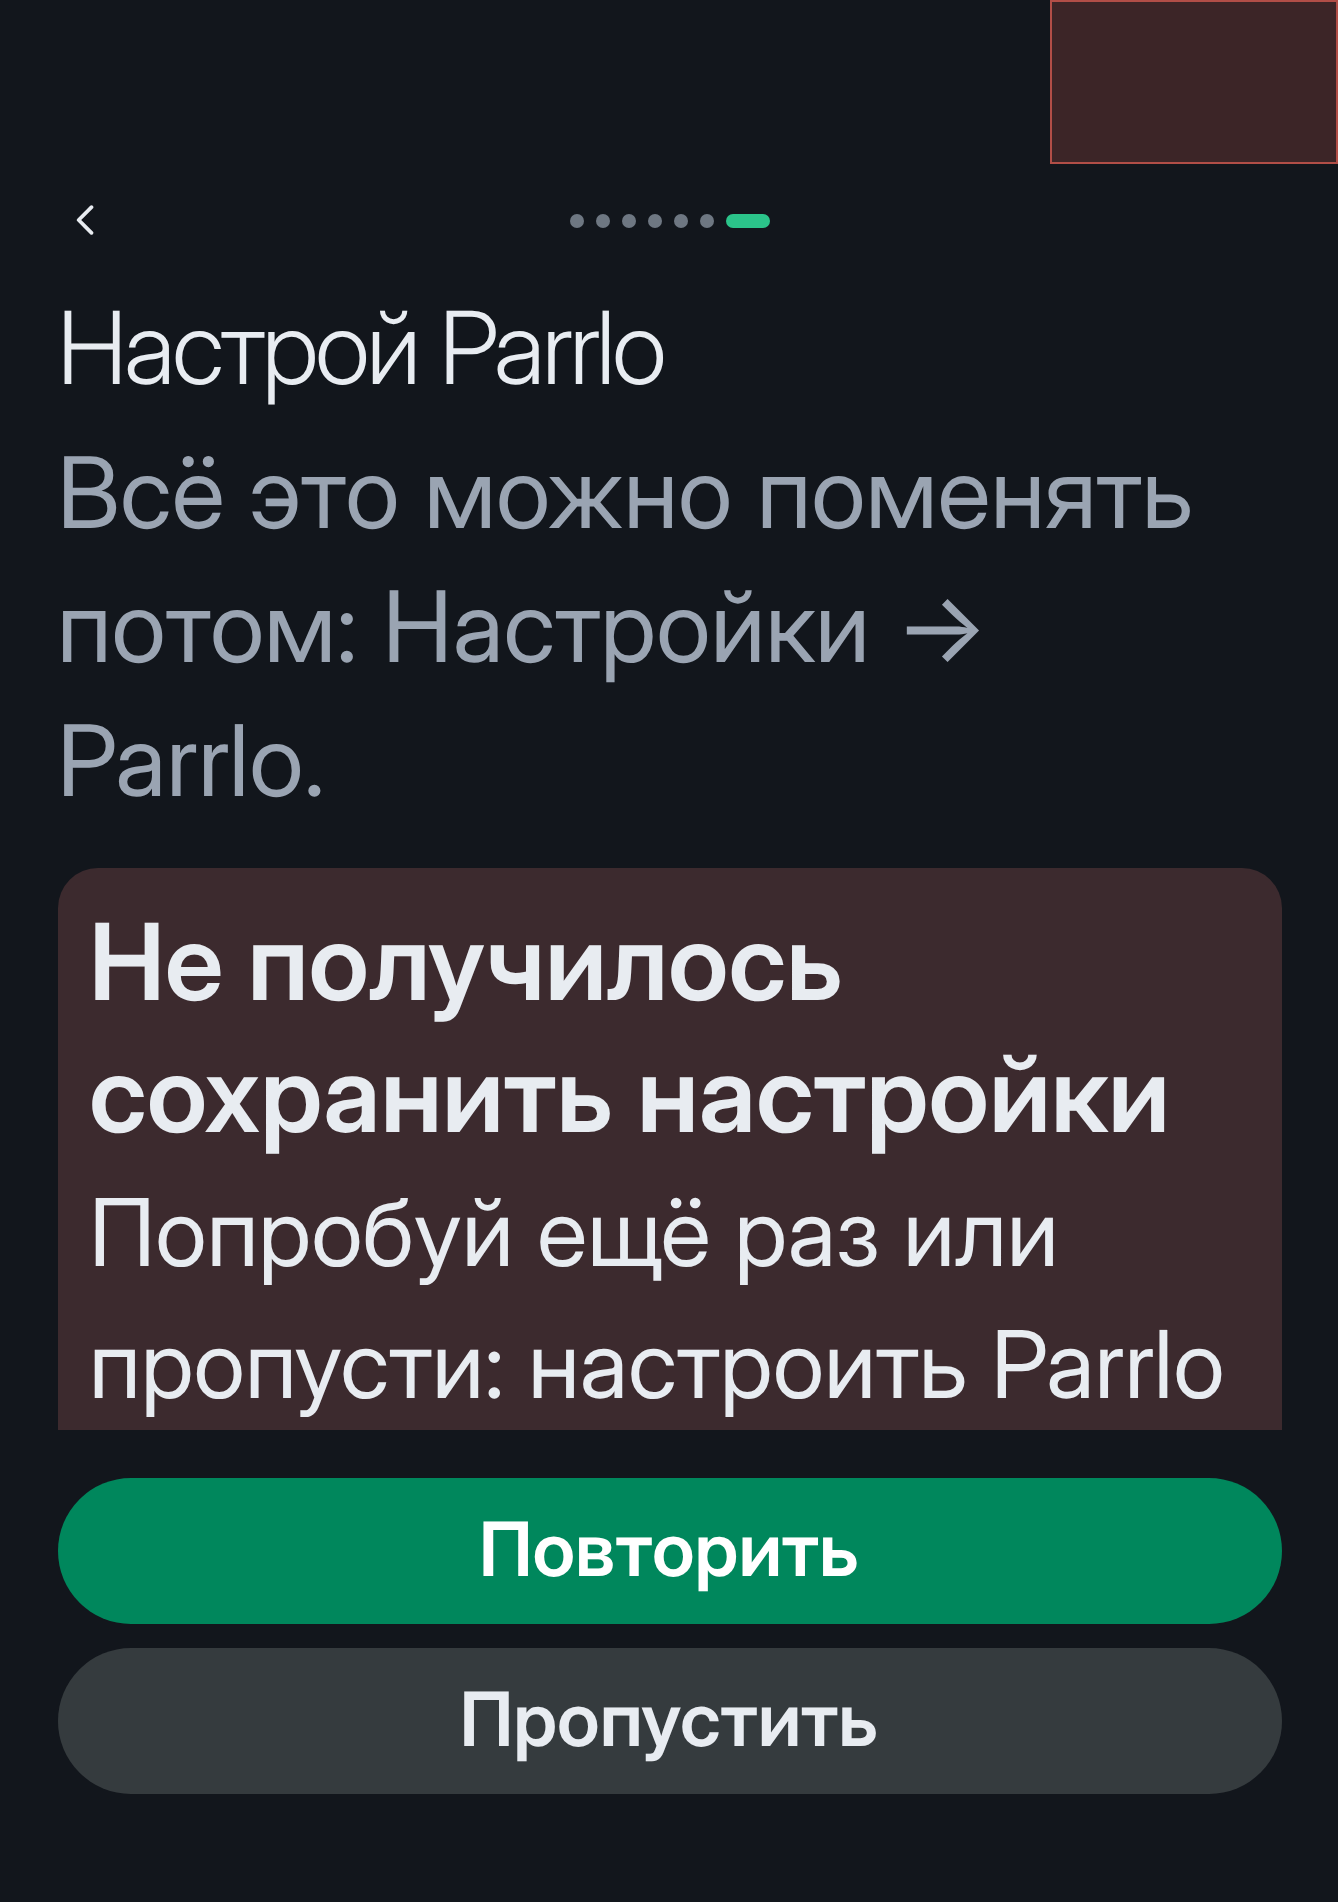 Настрой Parrlo
Всё это можно поменять
потом: Настройки →
Parrlo.
Не получилось
сохранить настройки
Попробуй ещё раз или
пропусти: настроить Parrlo
Повторить
Пропустить